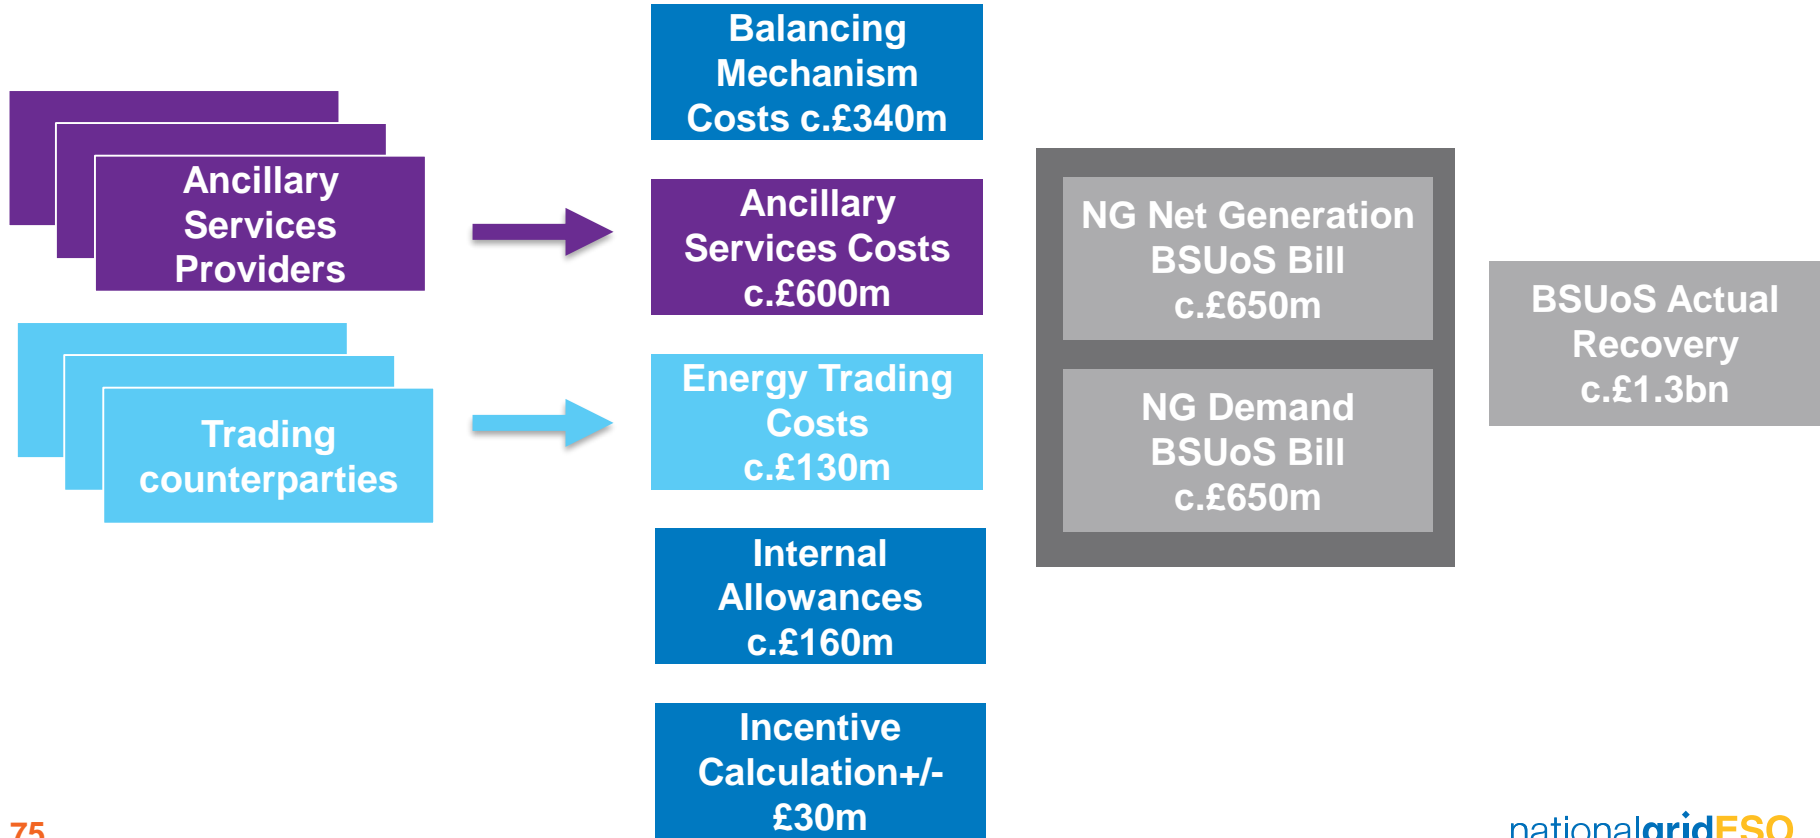 Ancillary
Services
Providers
Trading
counterparties
Balancing
Mechanism
Costs c.£340m
Ancillary
Services Costs
c.£600m
Energy Trading
Costs
c.£130m
Internal
Allowances
c.£160m
Incentive
Calculation+/-
£30m
NG Net Generation
BSUoS Bill
c.£650m
NG Demand
BSUoS Bill
c.£650m
BSUoS Actual
Recovery
c.£1.3bn
75
nationalgridESO